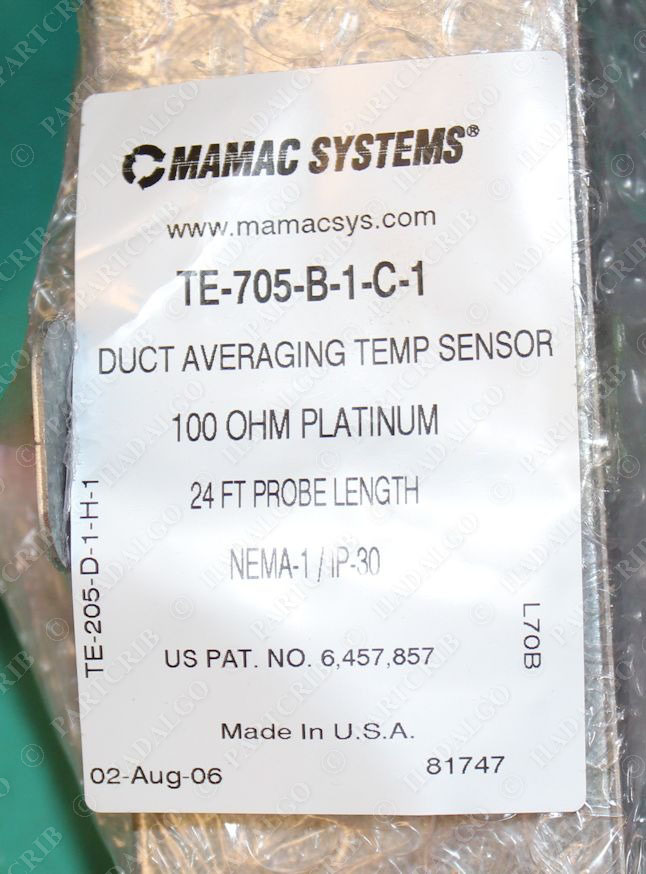 MAMAC SYSTEMS®
www.mamacsys.com
TE-705-B-1-C-1
DUCT AVERAGING TEMP SENSOR
100 OHM PLATINUM
24 FT PROBE LENGTH
NEMA-1 / IP-30
TE-205-D-1-H-1
L70B
US PAT. NO. 6,457,857
Made In U.S.A.
02-Aug-06
81747
© PARTCRIB
© HADALGO